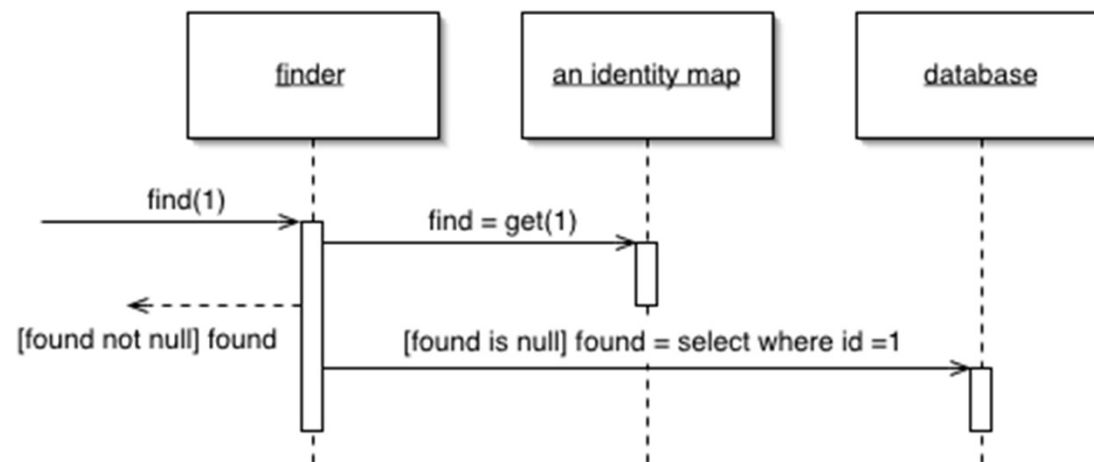 finder
an identity map
database
find(1)
find = get(1)
[found not null] found
[found is null] found = select where id =1